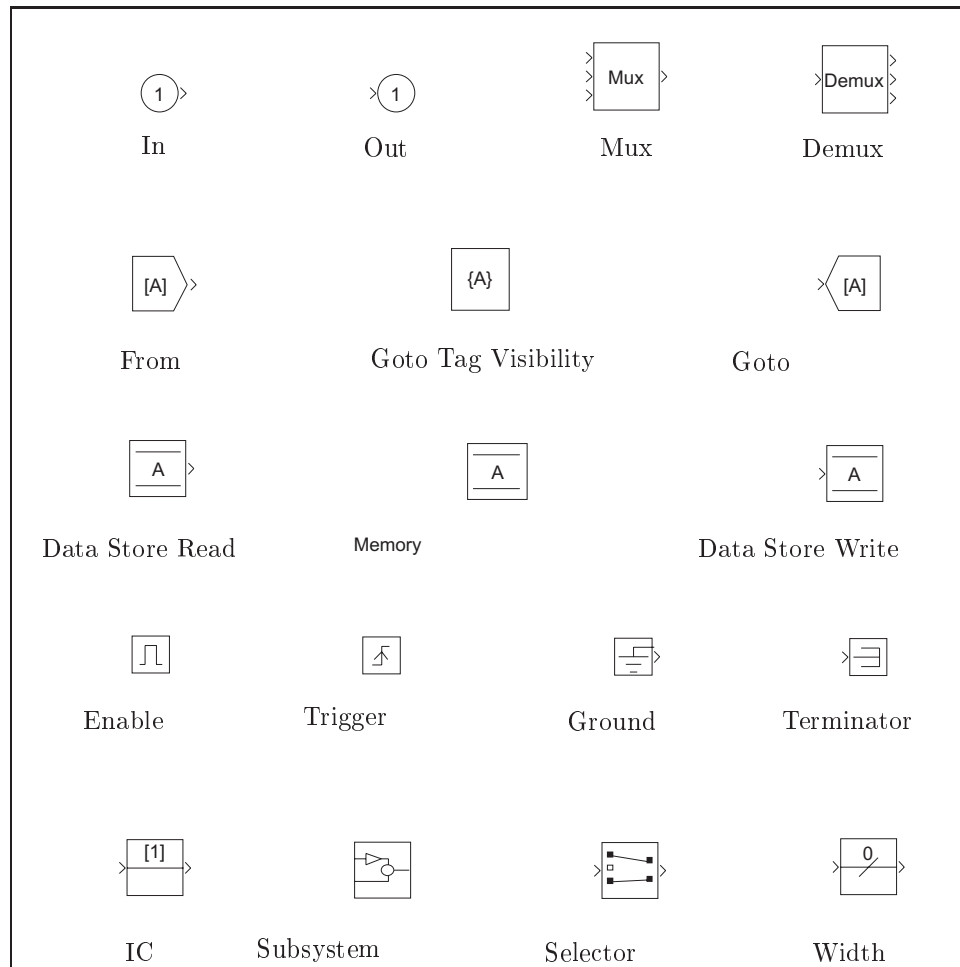 1 1 Mux Demux
In Out Mux Demux
[A] {A} [A]
From Goto Tag Visibility Goto
A A A
Data Store Read Memory Data Store Write
Enable Trigger Ground Terminator
[1] 0
IC Subsystem Selector Width